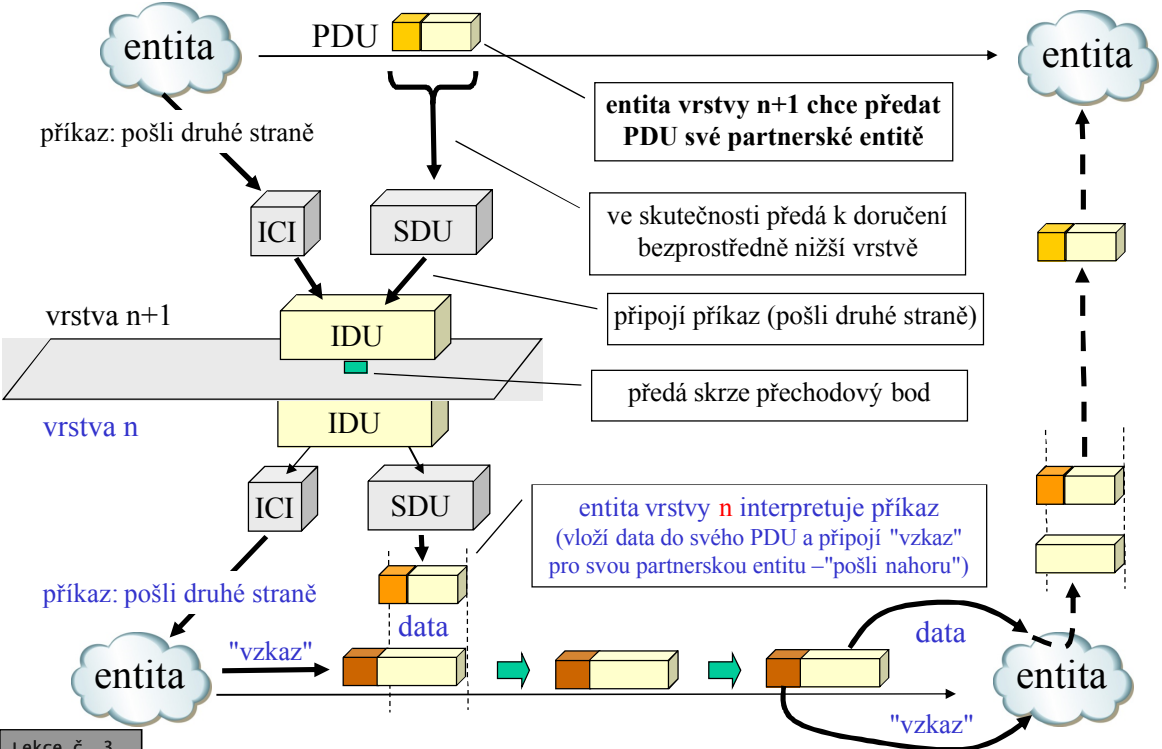 entita
PDU
entita
entita vrstvy n+1 chce předat
PDU své partnerské entitě
příkaz: pošli druhé straně
ICI
SDU
ve skutečnosti předá k doručení
bezprostředně nižší vrstvě
vrstva n+1
IDU
připojí příkaz (pošli druhé straně)
předá skrze přechodový bod
vrstva n
IDU
ICI
SDU
entita vrstvy n interpretuje příkaz
(vloží data do svého PDU a připojí "vzkaz"
pro svou partnerskou entitu –"pošli nahoru")
příkaz: pošli druhé straně
data
data
"vzkaz"
entita
entita
"vzkaz"
Lekce č. 3